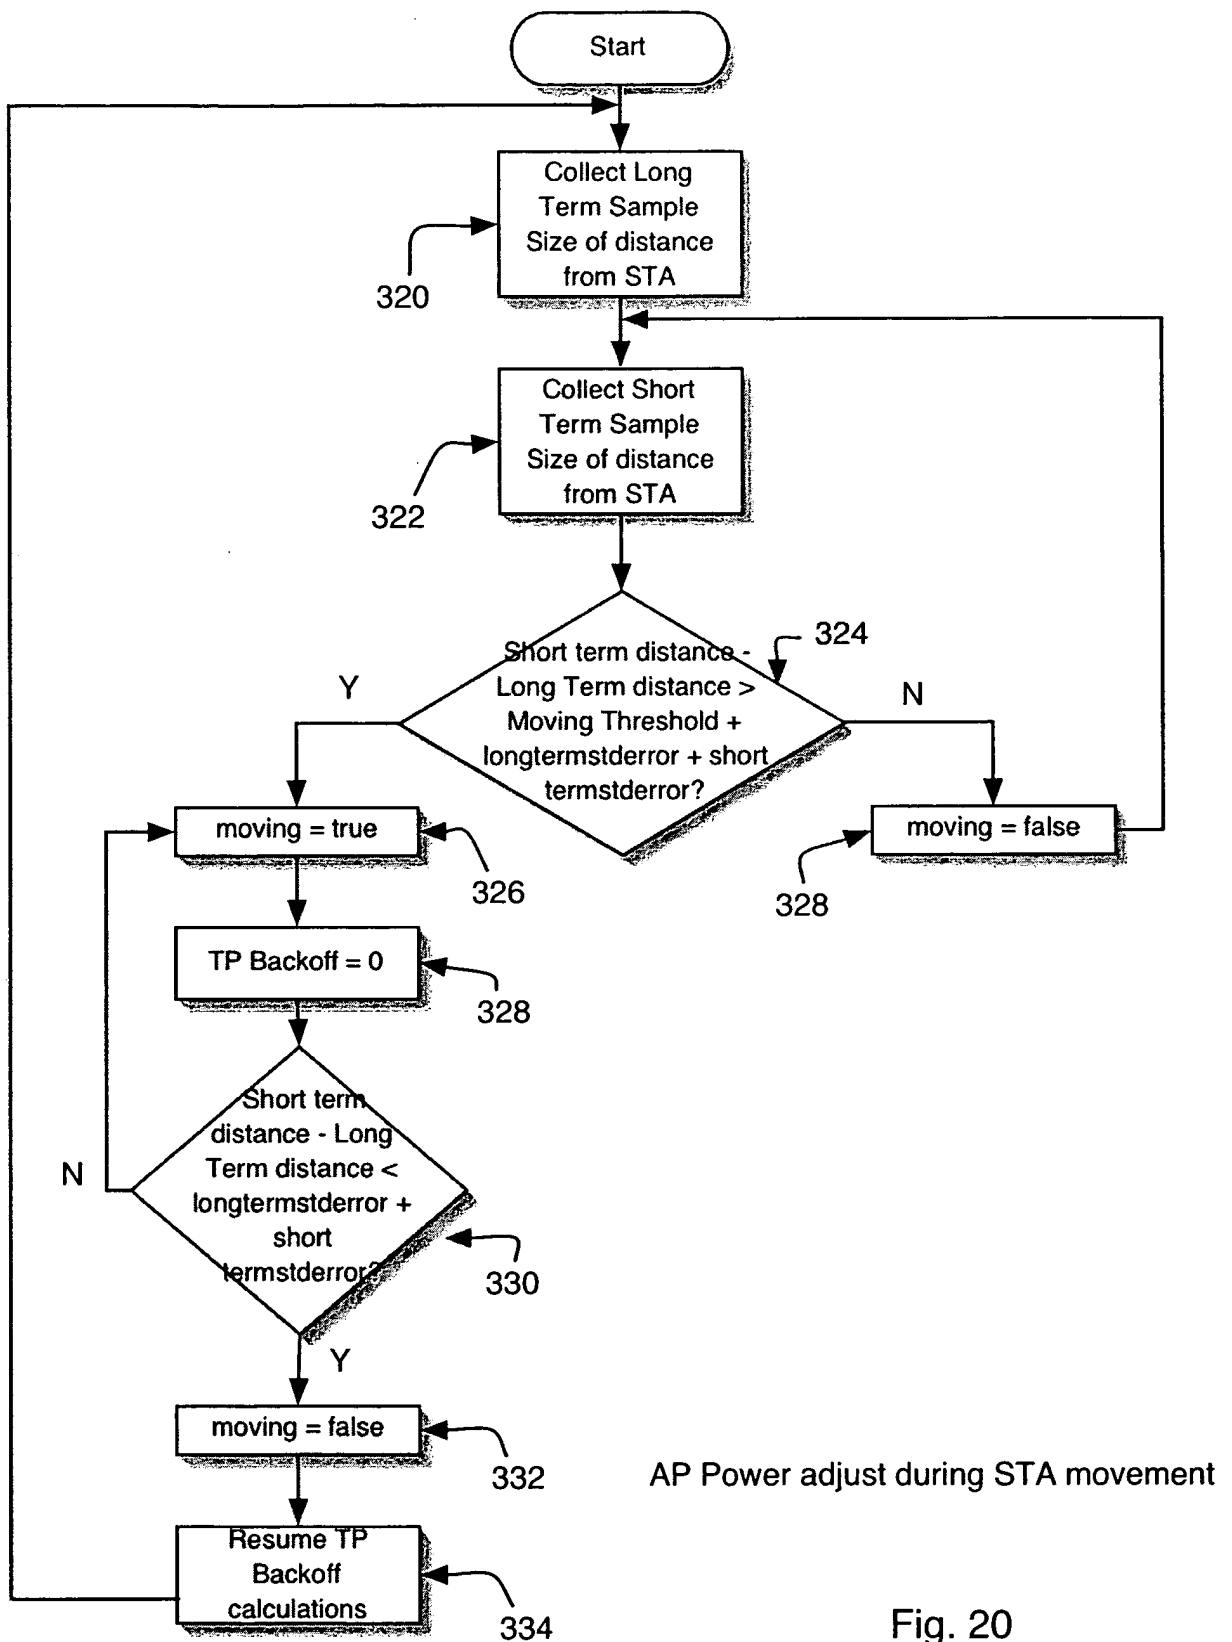 Start
Collect Long
Term Sample
Size of distance
from STA
320
Collect Short
Term Sample
Size of distance
from STA
322
Short term distance -
Long Term distance >
Moving Threshold +
longtermstderror + short
termstderror?
324
Y
N
moving = true
326
moving = false
328
TP Backoff = 0
328
Short term
distance - Long
Term distance <
longtermstderror +
short
termstderror?
N
330
Y
moving = false
332
AP Power adjust during STA movement
Resume TP
Backoff
calculations
334
Fig. 20